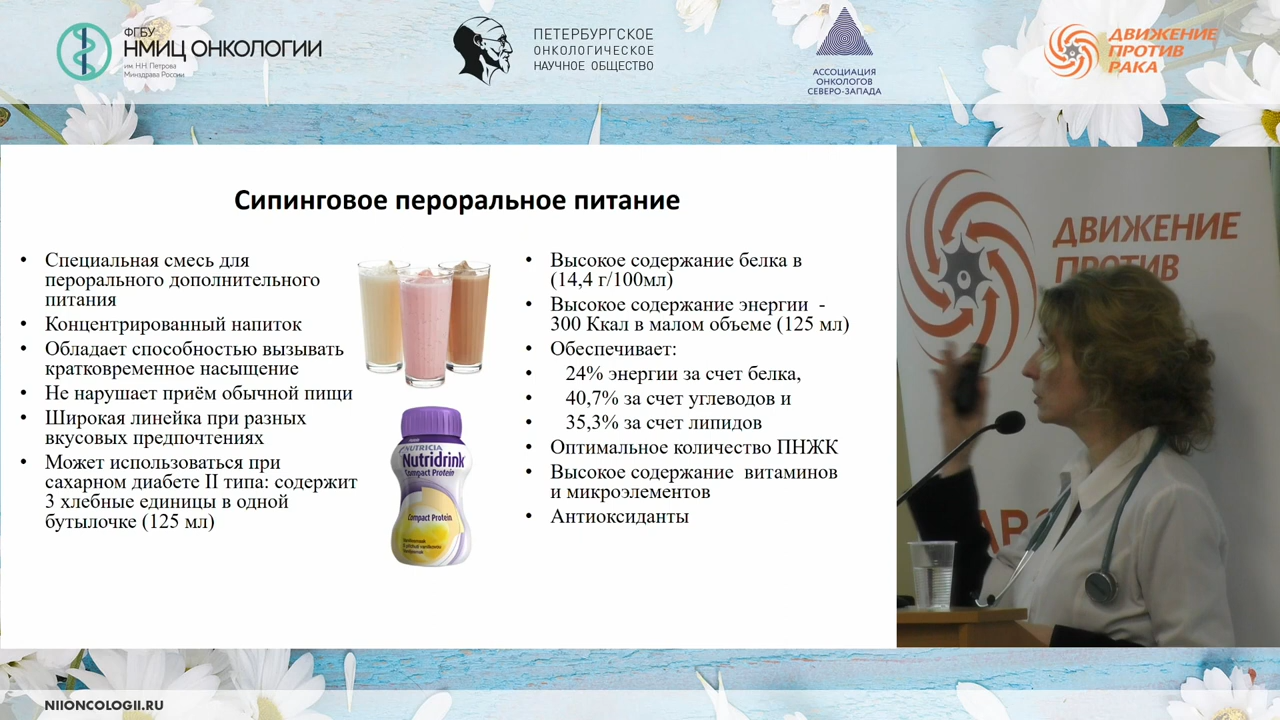 ФГБУ
НМИЦ ОНКОЛОГИИ
им. Н.Н. Петрова
Минздрава России
ПЕТЕРБУРГСКОЕ
ОНКОЛОГИЧЕСКОЕ
НАУЧНОЕ ОБЩЕСТВО
АССОЦИАЦИЯ
ОНКОЛОГОВ
СЕВЕРО-ЗАПАДА
ДВИЖЕНИЕ
ПРОТИВ
РАКА
Сипинговое пероральное питание
• Специальная смесь для
перорального дополнительного
питания
• Концентрированный напиток
• Обладает способностью вызывать
кратковременное насыщение
• Не нарушает приём обычной пищи
• Широкая линейка при разных
вкусовых предпочтениях
• Может использоваться при
сахарном диабете II типа: содержит
3 хлебные единицы в одной
бутылочке (125 мл)
NUTRICIA
Nutridrink
Compact Protein
Compact Protein
• Высокое содержание белка в
(14,4 г/100мл)
• Высокое содержание энергии -
300 Ккал в малом объеме (125 мл)
• Обеспечивает:
• 24% энергии за счет белка,
• 40,7% за счет углеводов и
• 35,3% за счет липидов
• Оптимальное количество ПНЖК
• Высокое содержание витаминов
и микроэлементов
• Антиоксиданты
ДВИЖЕНИЕ
ПРОТИВ
NIIONCOLOGII.RU